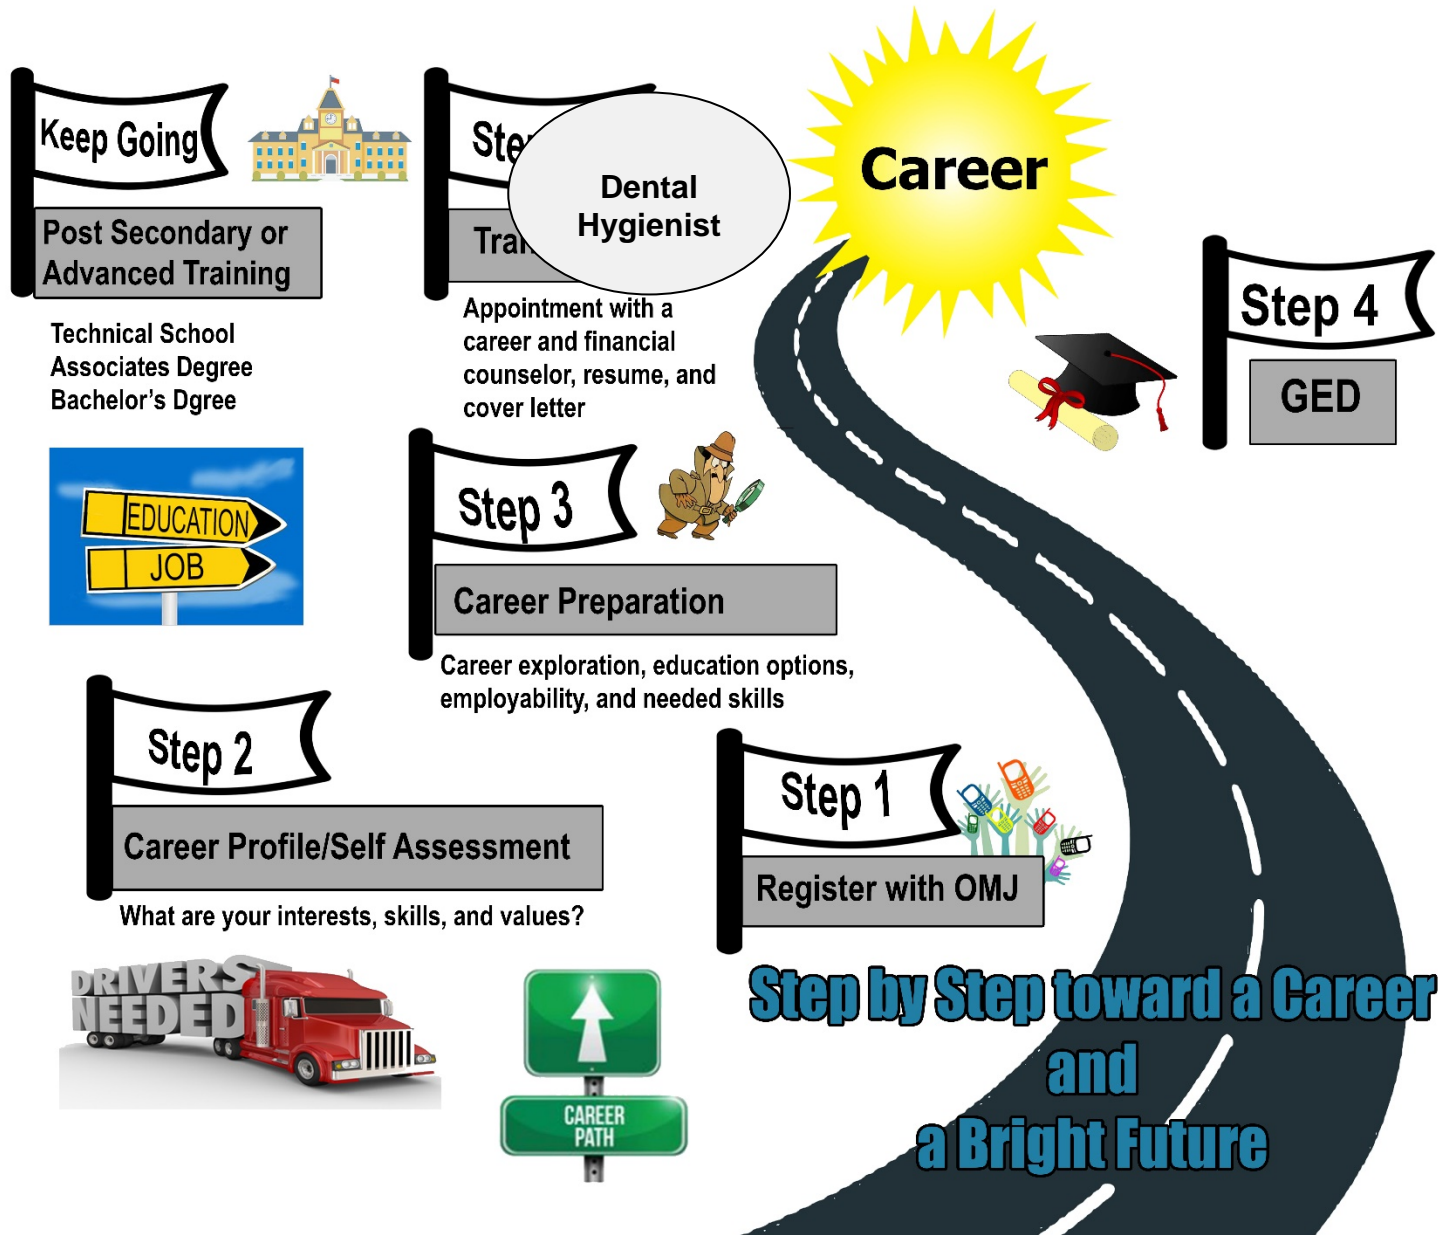 Keep Going
Post Secondary or
Advanced Training
Technical School
Associates Degree
Bachelor's Dgree
Dental
Hygienist
Appointment with a
career and financial
counselor, resume, and
cover letter
Career
Step 4
GED
EDUCATION
JOB
Step 3
Career Preparation
Career exploration, education options,
employability, and needed skills
Step 2
Career Profile/Self Assessment
What are your interests, skills, and values?
Step 1
Register with OMJ
DRIVERS
NEEDED
CAREER
PATH
Step by Step toward a Career
and
a Bright Future